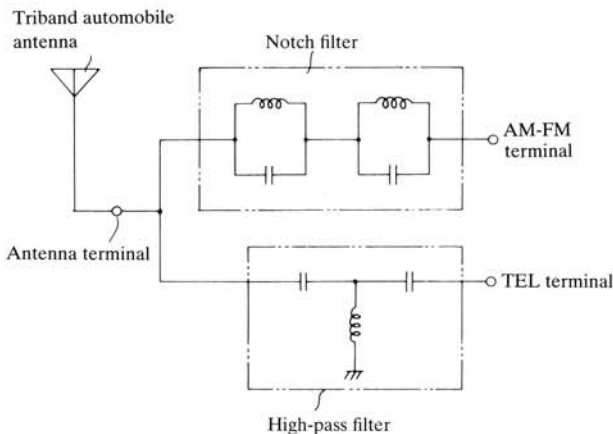 Triband automobile
antenna
Notch filter
AM-FM
terminal
Antenna terminal
TEL terminal
High-pass filter